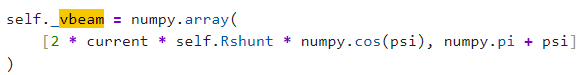 self._vbeam = numpy.array(
[2 * current * self.Rshunt * numpy.cos(psi), numpy.pi + psi]
)